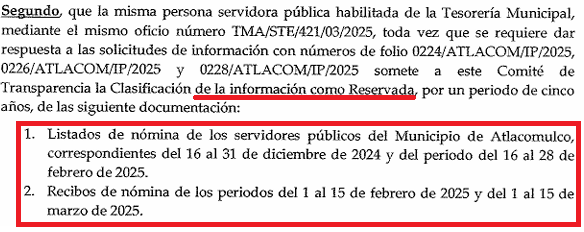 Segundo, que la misma persona servidora pública habilitada de la Tesorería Municipal,
mediante el mismo oficio número TMA/STE/421/03/2025, toda vez que se requiere dar
respuesta a las solicitudes de información con números de folio 0224/ATLACOM/IP/2025,
0226/ATLACOM/IP/2025 y 0228/ATLACOM/IP/2025 somete a este Comité de
Transparencia la Clasificación de la información como Reservada, por un periodo de cinco
años, de las siguiente documentación:
1. Listados de nómina de los servidores públicos del Municipio de Atlacomulco,
correspondientes del 16 al 31 de diciembre de 2024 y del periodo del 16 al 28 de
febrero de 2025.
2. Recibos de nómina de los periodos del 1 al 15 de febrero de 2025 y del 1 al 15 de
marzo de 2025.